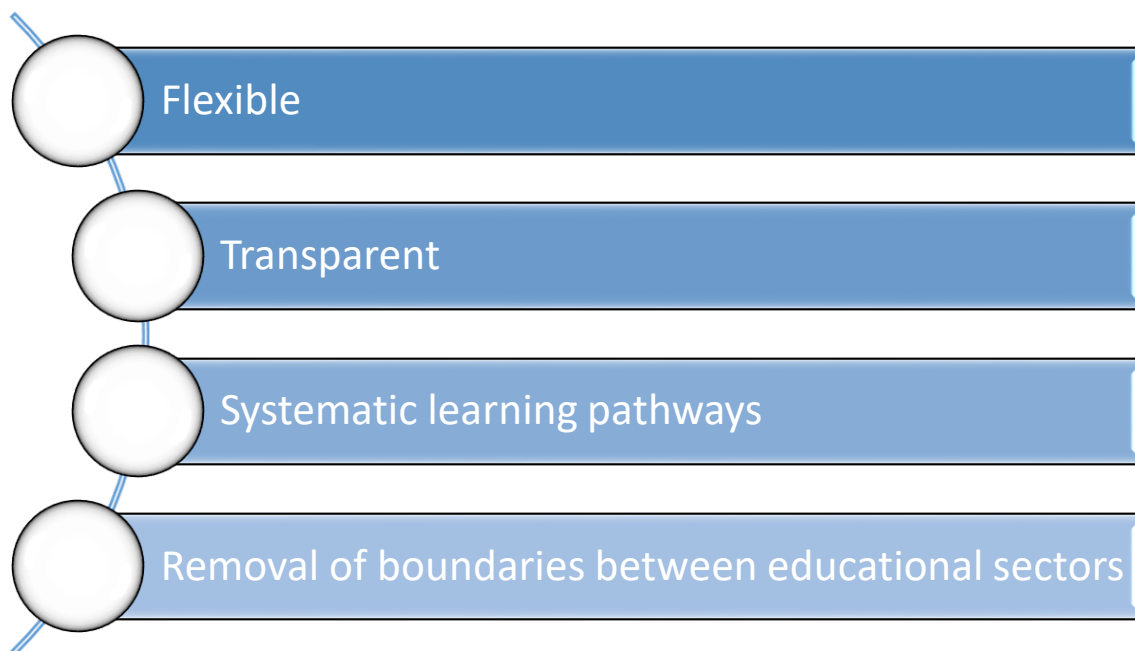 Flexible
Transparent
Systematic learning pathways
Removal of boundaries between educational sectors